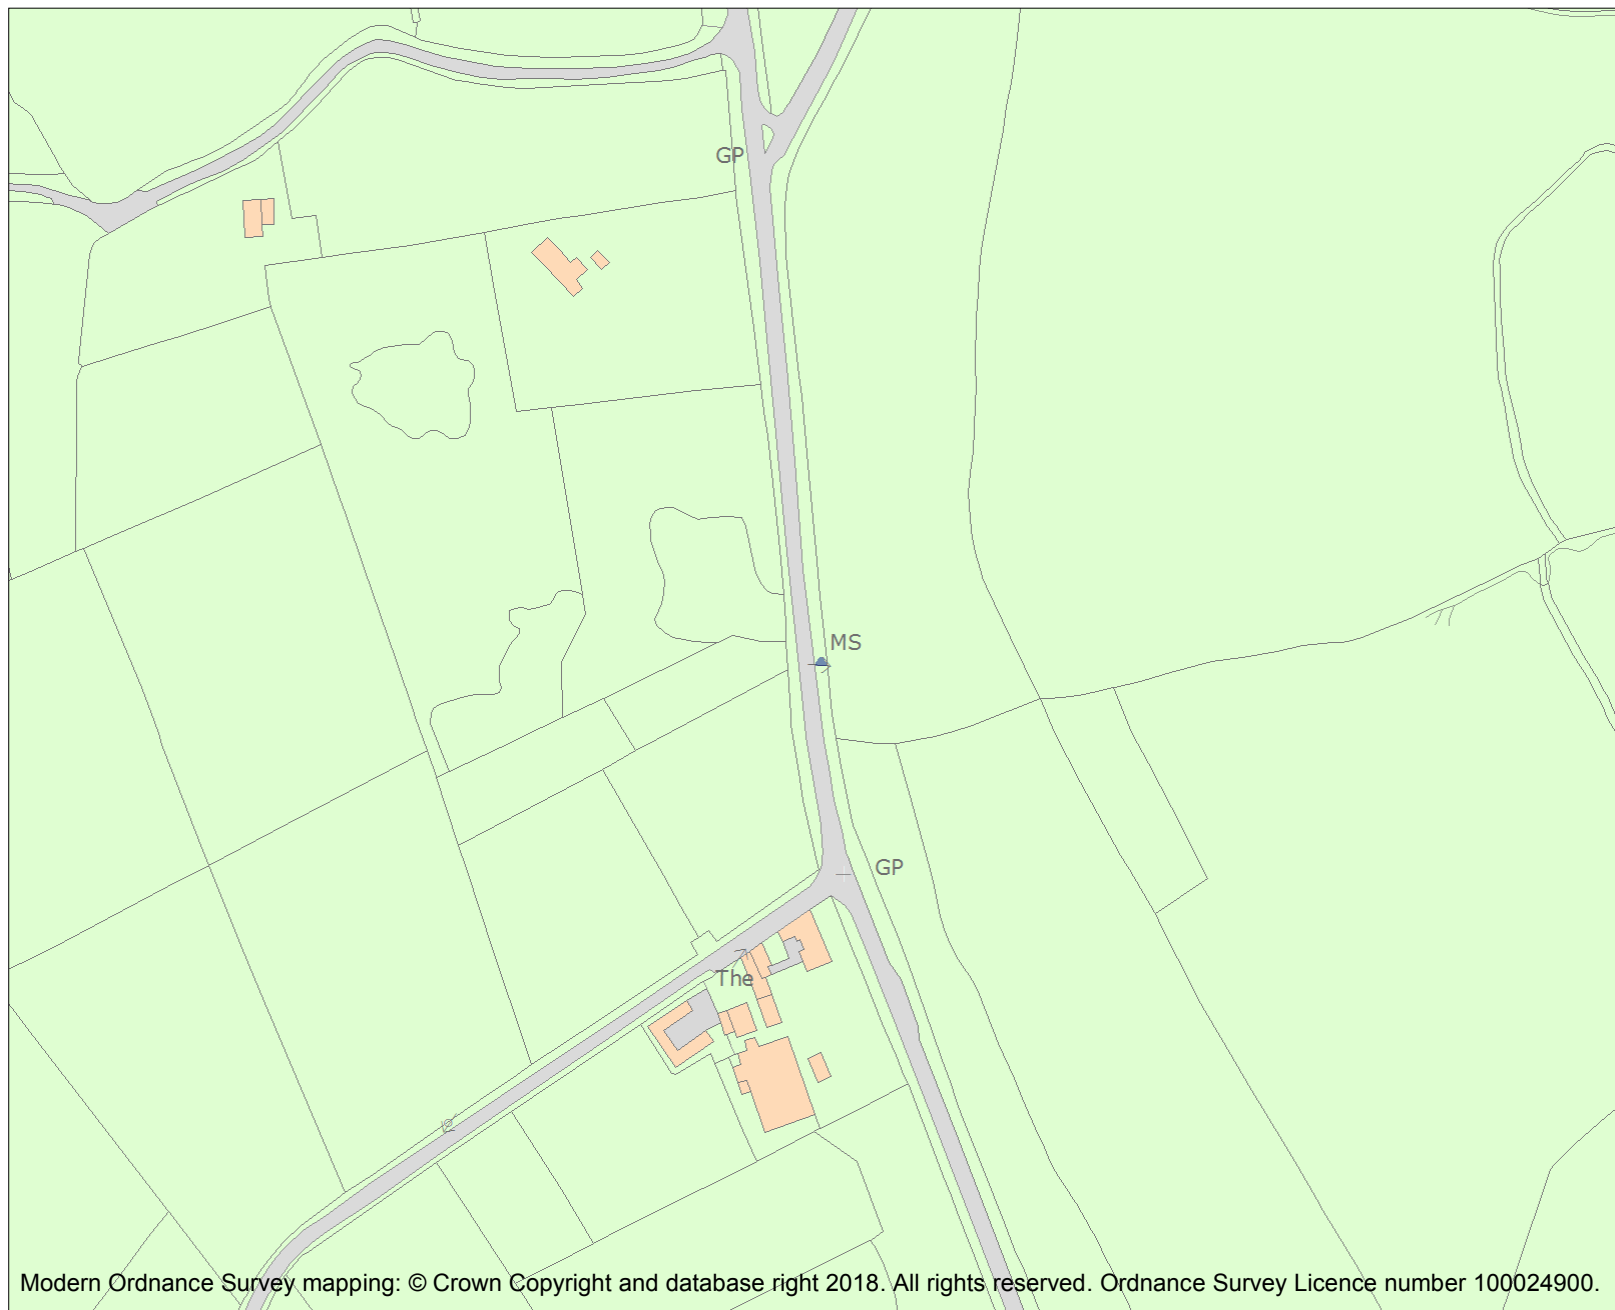 GP
MS
GP
The
Modern Ordnance Survey mapping: © Crown Copyright and database right 2018. All rights reserved. Ordnance Survey Licence number 100024900.